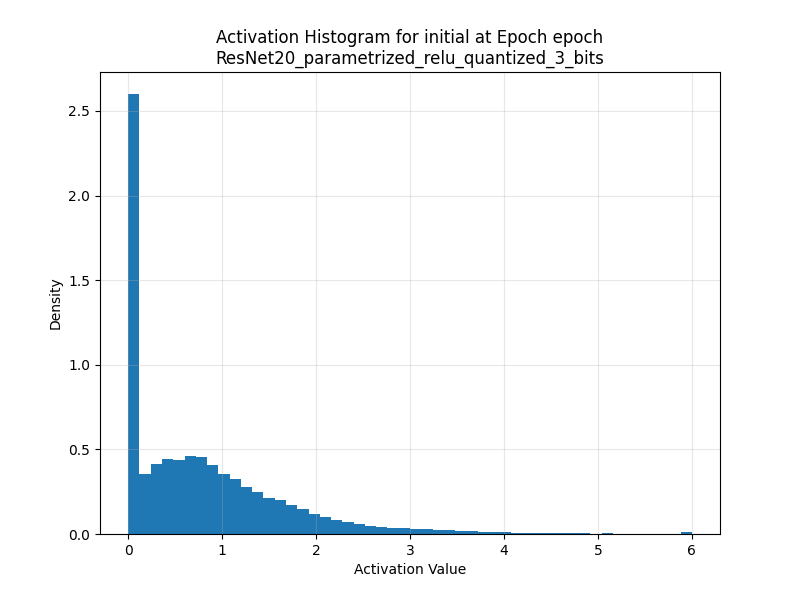 Activation Histogram for initial at Epoch epoch
ResNet20_parametrized_relu_quantized_3_bits
Density
2.5
2.0
1.5
1.0
0.5
0.0
0 1 2 3 4 5 6
Activation Value